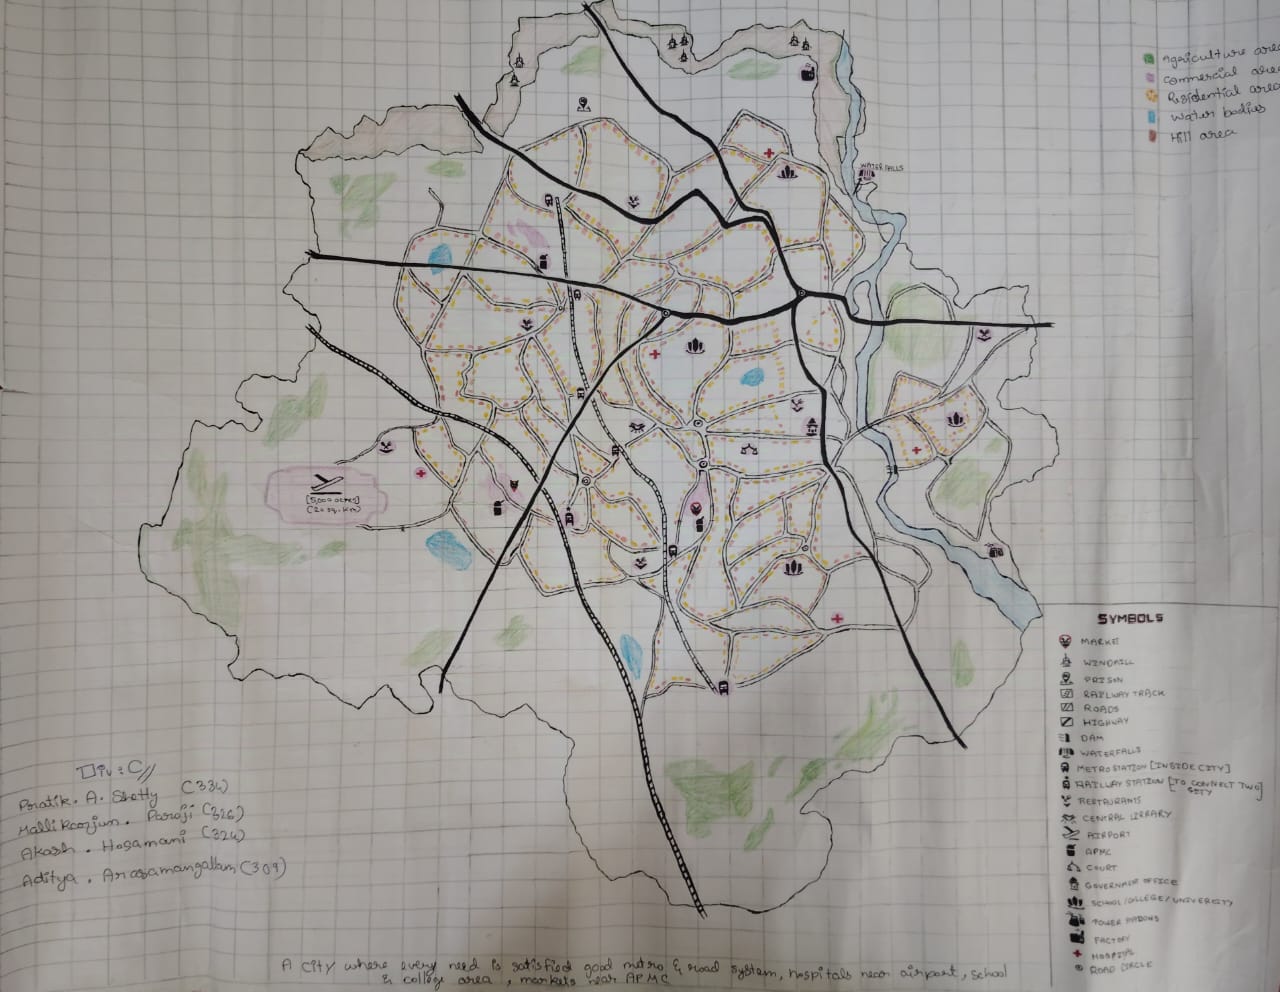 Agriculture area
Commercial area
Residential area
Water bodies
Hill area
WATER FALLS
[5,000 acres]
(20 sq. km)
SYMBOLS
MARKET
WINDMILL
PRISON
RAILWAY TRACK
ROADS
HIGHWAY
DAM
WATERFALLS
METRO STATION [INSIDE CITY]
RAILWAY STATION [TO CONNECT TWO CITY]
RESTAURANTS
CENTRAL LIBRARY
AIRPORT
APMC
COURT
GOVERNMENT OFFICE
SCHOOL/COLLEGE/UNIVERSITY
FACTORY
HOSPITAL
ROAD CIRCLE
Div: C//
Pratik. A. Shetty (334)
Mallikarjun. Paroji (326)
Akash. Hosamani (324)
Aditya. Arasamangallam (309)
A city where every need is satisfied good metro & road system, hospitals near airport, school
& college area, markets near APMC